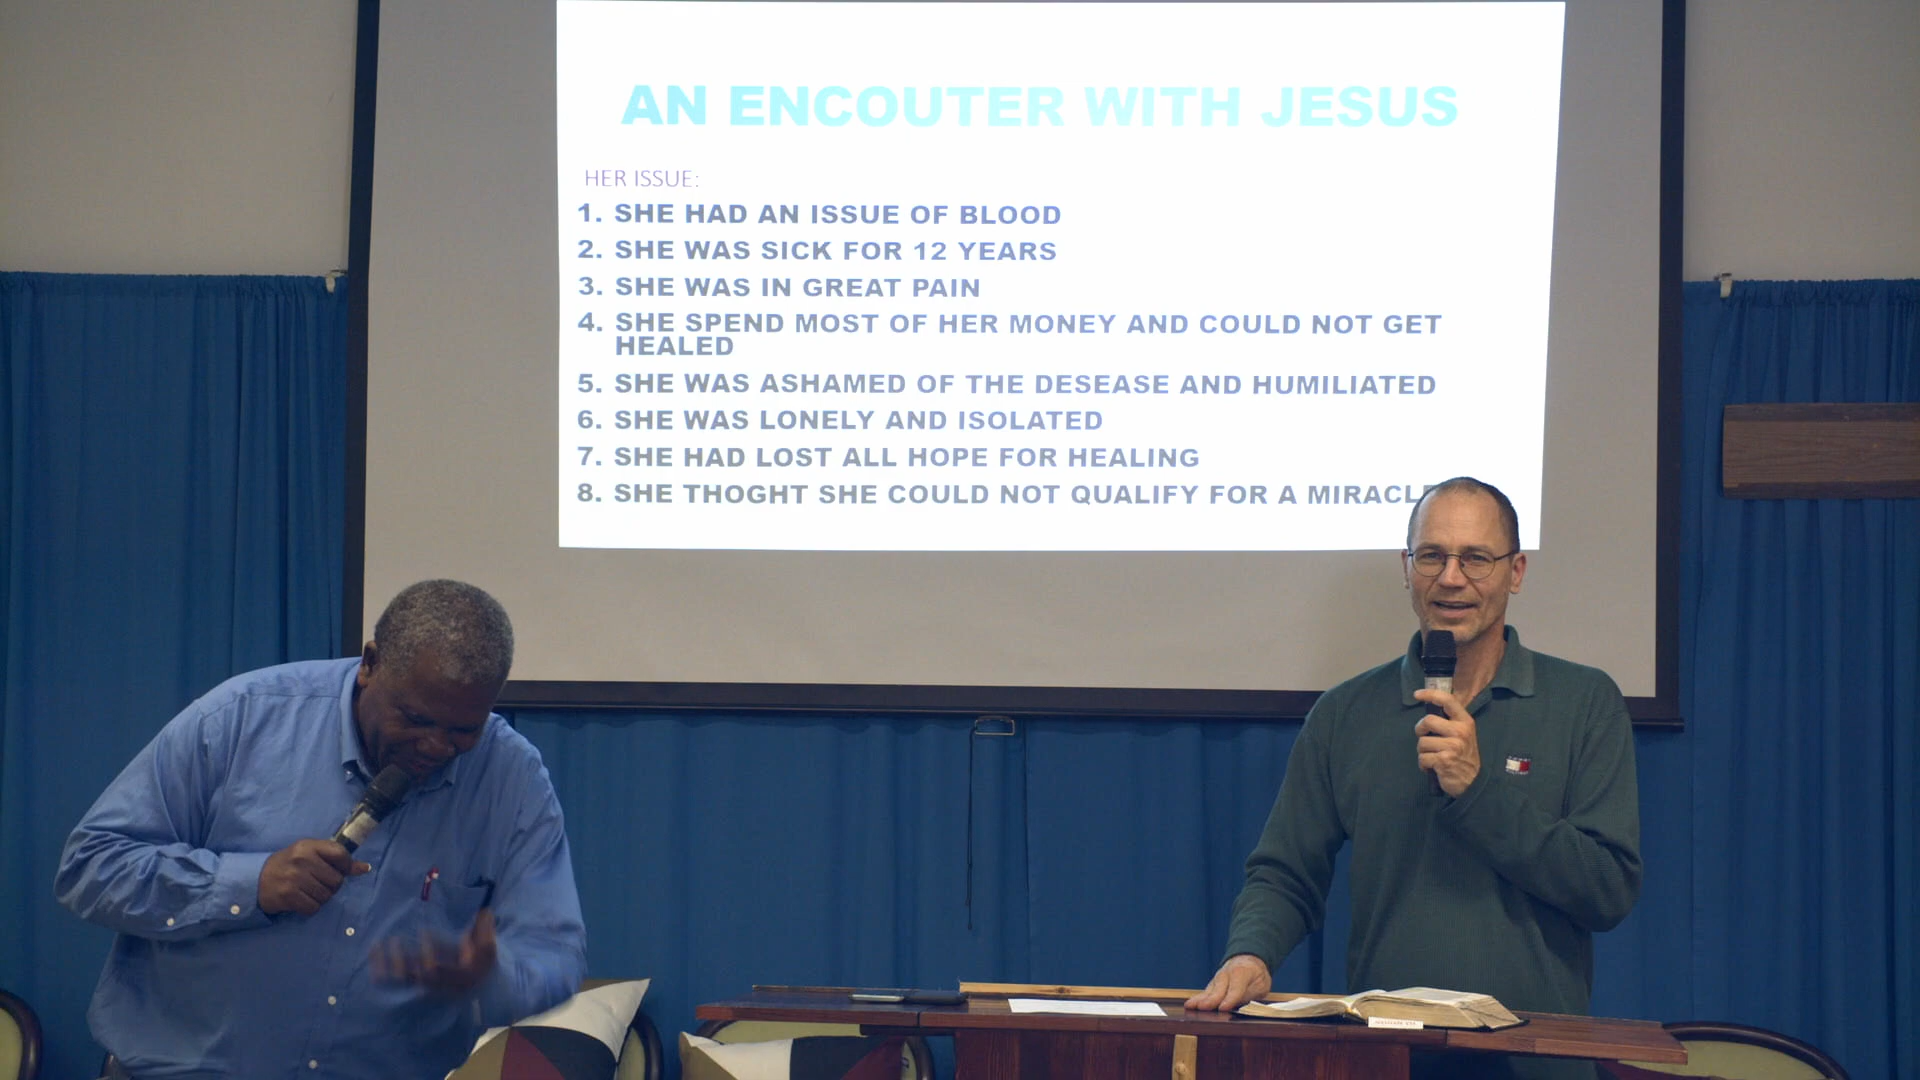 AN ENCOUTER WITH JESUS
HER ISSUE:
1. SHE HAD AN ISSUE OF BLOOD
2. SHE WAS SICK FOR 12 YEARS
3. SHE WAS IN GREAT PAIN
4. SHE SPEND MOST OF HER MONEY AND COULD NOT GET
HEALED
5. SHE WAS ASHAMED OF THE DESEASE AND HUMILIATED
6. SHE WAS LONELY AND ISOLATED
7. SHE HAD LOST ALL HOPE FOR HEALING
8. SHE THOGHT SHE COULD NOT QUALIFY FOR A MIRACLE